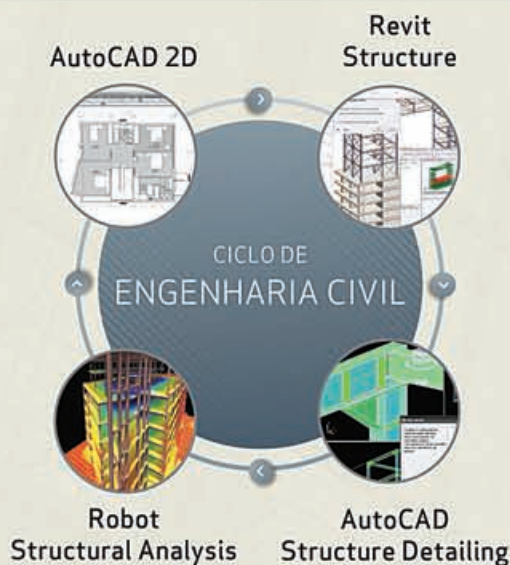 AutoCAD 2D
Revit
Structure
CICLO DE
ENGENHARIA CIVIL
Robot
Structural Analysis
AutoCAD
Structure Detailing